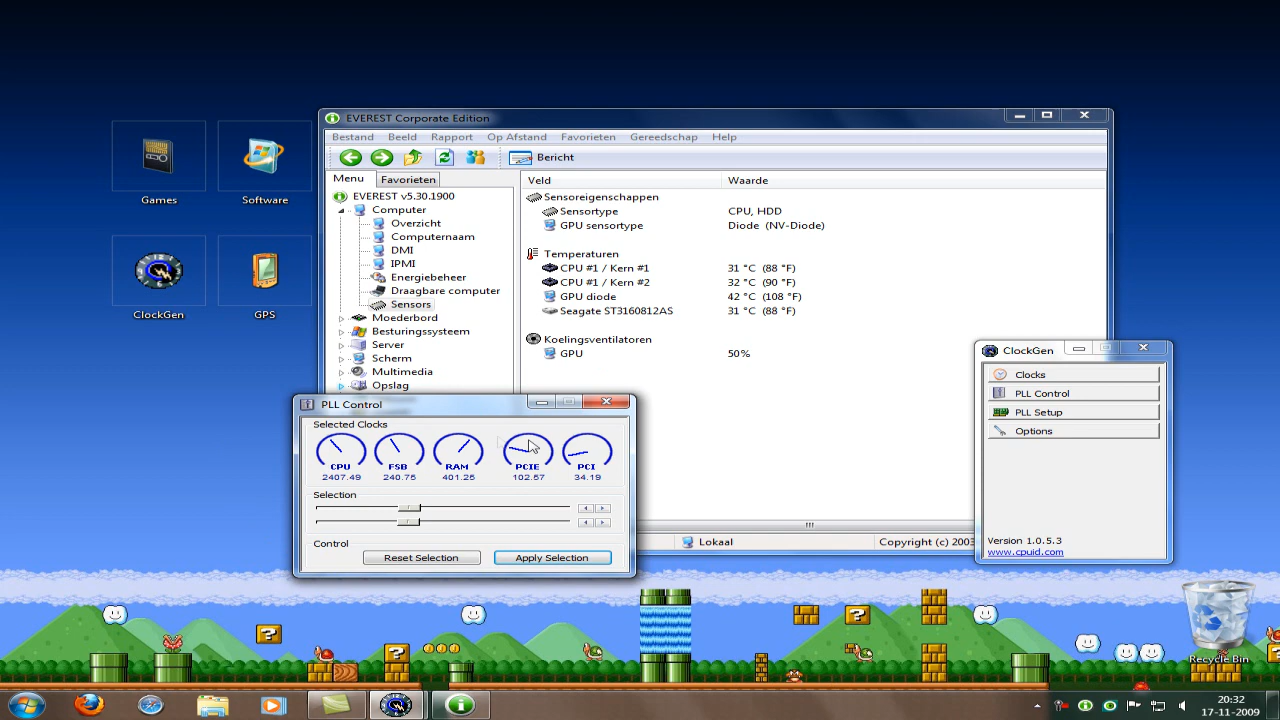 Games
Software
ClockGen
GPS
EVEREST Corporate Edition
Bestand Beeld Rapport Op Afstand Favorieten Gereedschap Help
Bericht
Menu Favorieten
Veld Waarde
EVEREST v5.30.1900
Computer
Overzicht
Computernaam
DMI
IPMI
Energiebeheer
Draagbare computer
Sensors
Moederbord
Besturingssysteem
Server
Scherm
Multimedia
Opslag
Sensoreigenschappen
Sensortype CPU, HDD
GPU sensortype Diode (NV-Diode)
Temperaturen
CPU #1 / Kern #1 31 °C (88 °F)
CPU #1 / Kern #2 32 °C (90 °F)
GPU diode 42 °C (108 °F)
Seagate ST3160812AS 31 °C (88 °F)
Koelingsventilatoren
GPU 50%
Lokaal Copyright (c) 2003
PLL Control
Selected Clocks
CPU FSB RAM PCIE PCI
2407.49 240.75 401.25 102.57 34.19
Selection
Control
Reset Selection Apply Selection
ClockGen
Clocks
PLL Control
PLL Setup
Options
Version 1.0.5.3
www.cpuid.com
Recycle Bin
20:32
17-11-2009